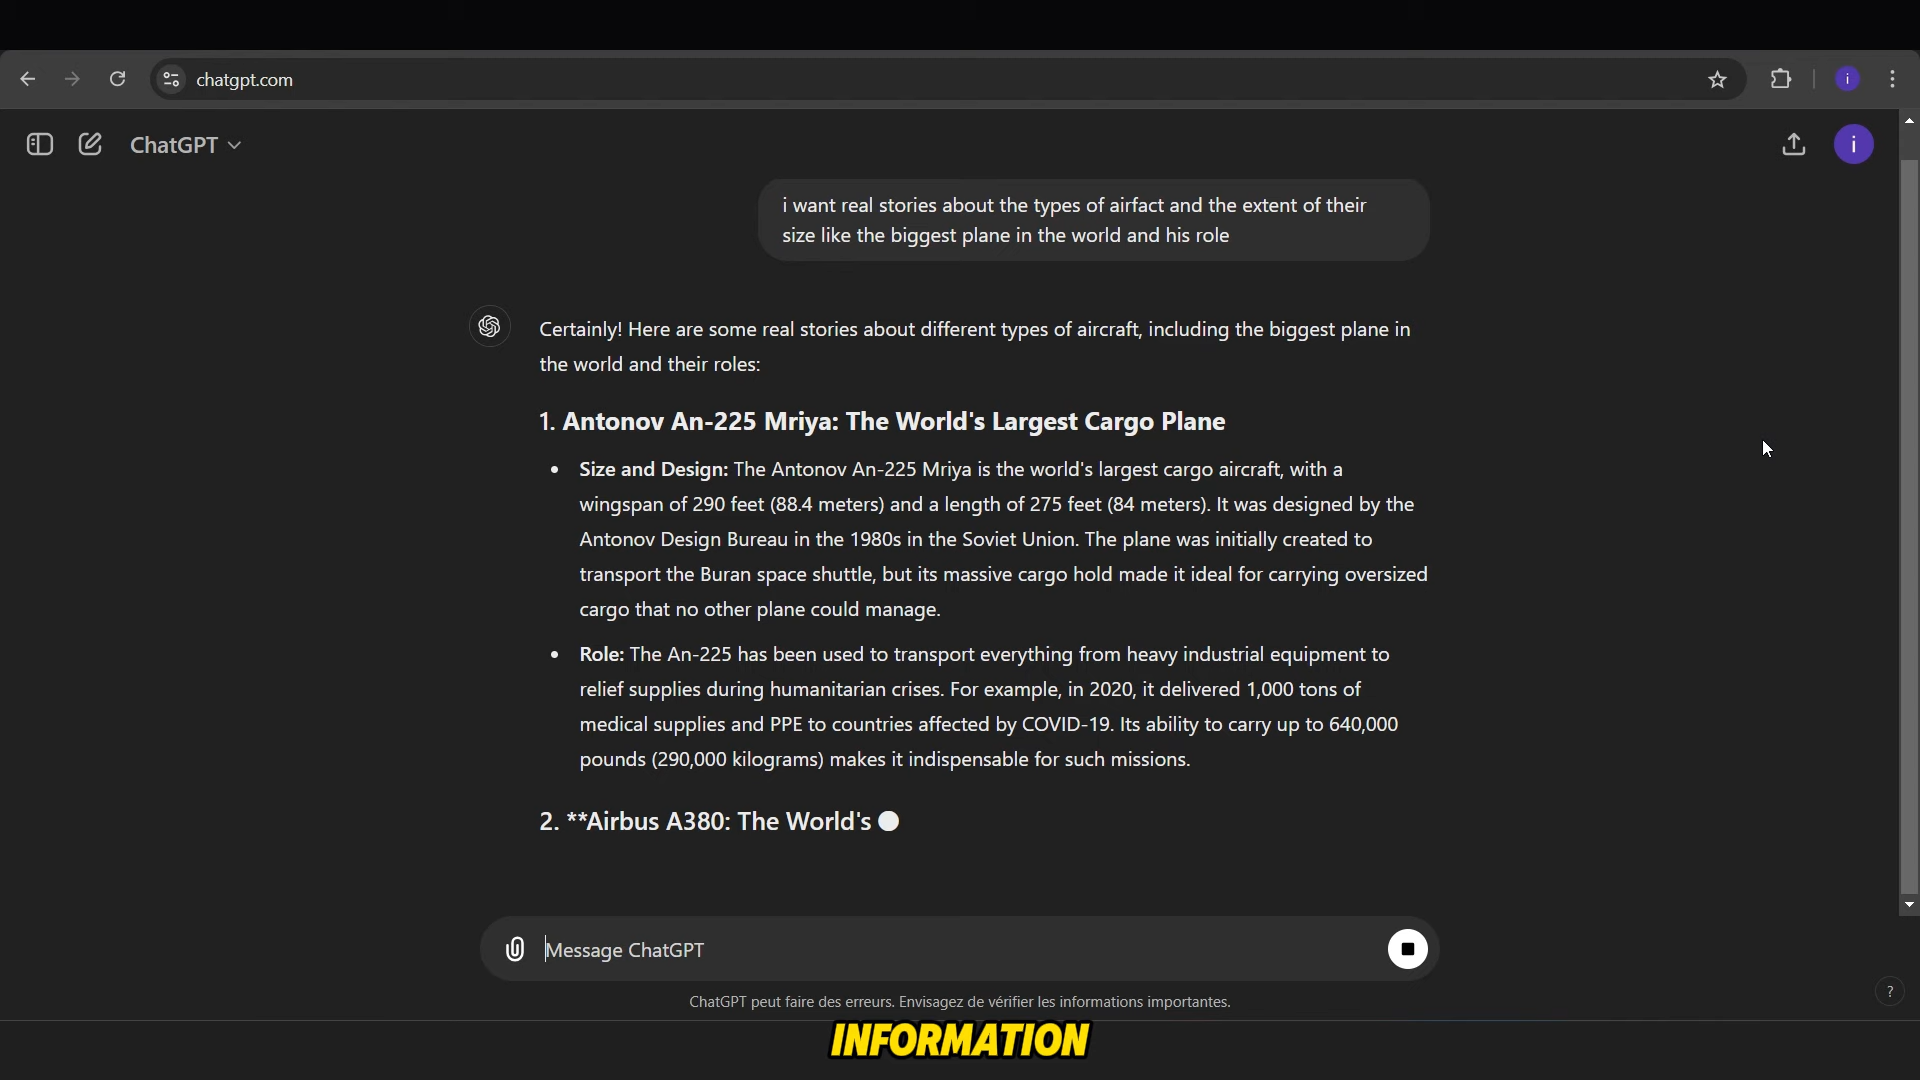 chatgpt.com
i
ChatGPT
i
i want real stories about the types of airfact and the extent of their
size like the biggest plane in the world and his role
Certainly! Here are some real stories about different types of aircraft, including the biggest plane in
the world and their roles:
1. Antonov An-225 Mriya: The World's Largest Cargo Plane
• Size and Design: The Antonov An-225 Mriya is the world's largest cargo aircraft, with a
wingspan of 290 feet (88.4 meters) and a length of 275 feet (84 meters). It was designed by the
Antonov Design Bureau in the 1980s in the Soviet Union. The plane was initially created to
transport the Buran space shuttle, but its massive cargo hold made it ideal for carrying oversized
cargo that no other plane could manage.
• Role: The An-225 has been used to transport everything from heavy industrial equipment to
relief supplies during humanitarian crises. For example, in 2020, it delivered 1,000 tons of
medical supplies and PPE to countries affected by COVID-19. Its ability to carry up to 640,000
pounds (290,000 kilograms) makes it indispensable for such missions.
2. **Airbus A380: The World's
Message ChatGPT
?
ChatGPT peut faire des erreurs. Envisagez de vérifier les informations importantes.
INFORMATION